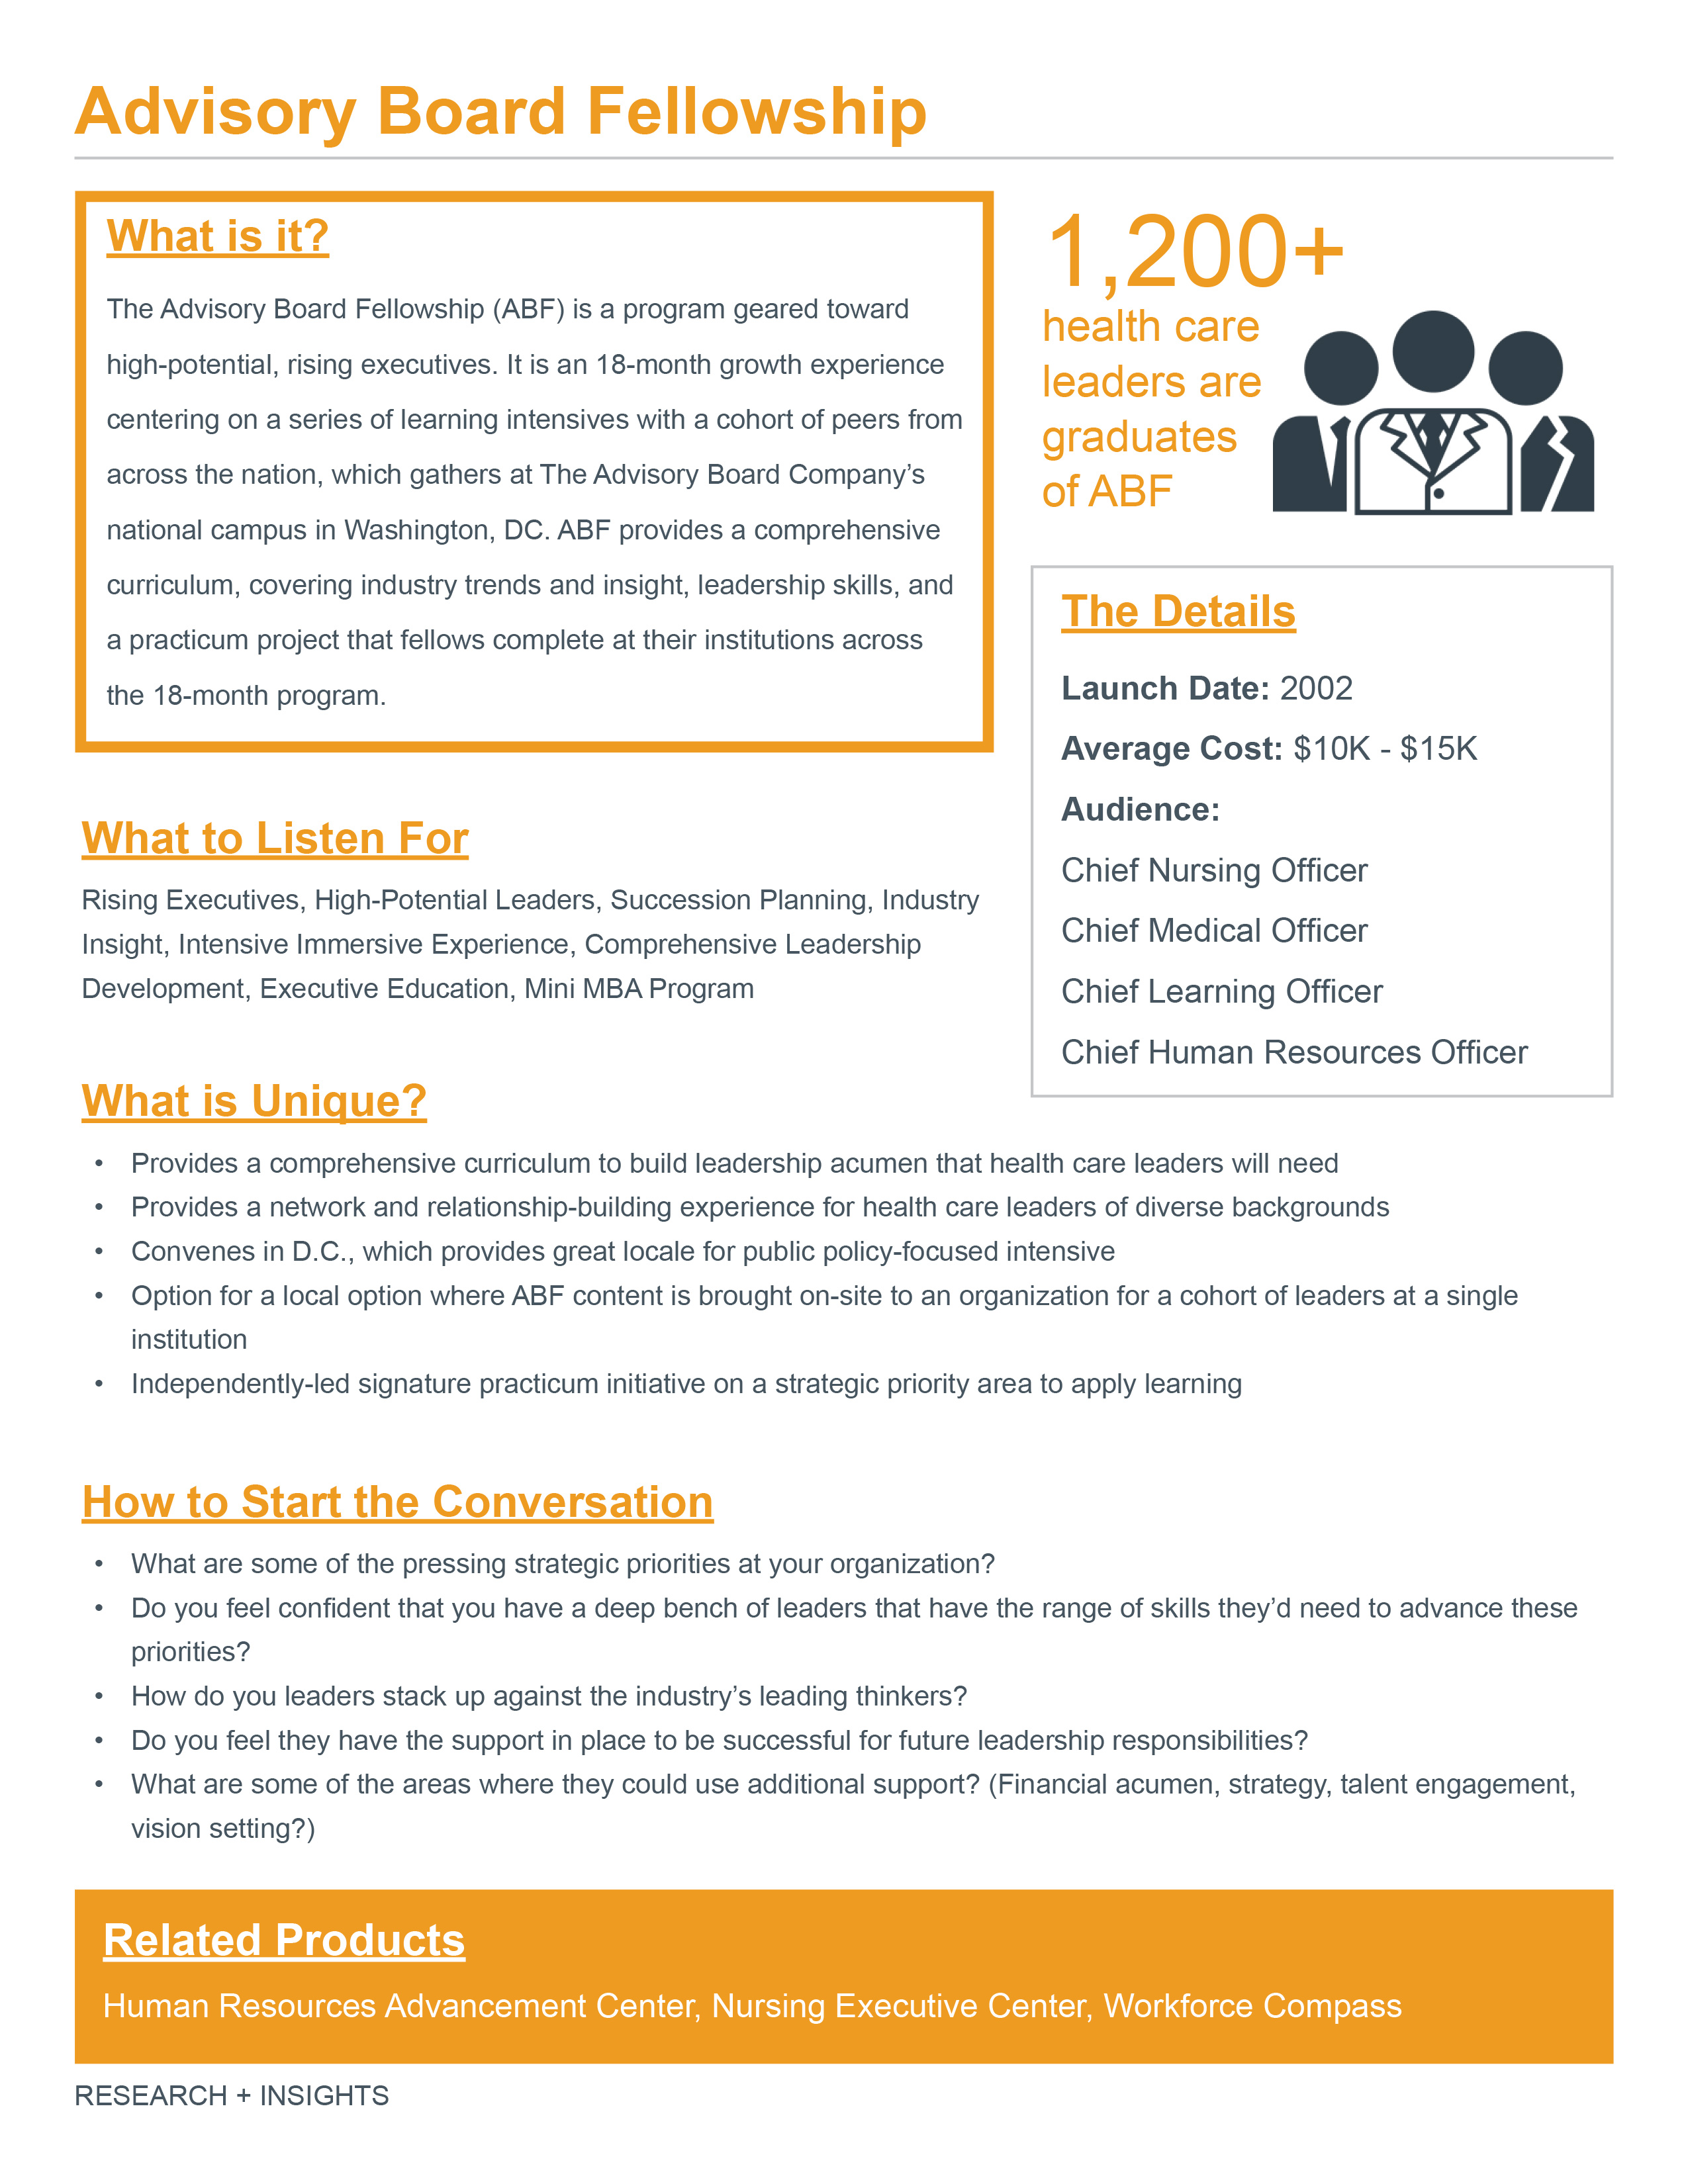 Advisory Board Fellowship
What is it?
The Advisory Board Fellowship (ABF) is a program geared toward
high-potential, rising executives. It is an 18-month growth experience
centering on a series of learning intensives with a cohort of peers from
across the nation, which gathers at The Advisory Board Company’s
national campus in Washington, DC. ABF provides a comprehensive
curriculum, covering industry trends and insight, leadership skills, and
a practicum project that fellows complete at their institutions across
the 18-month program.
1,200+
health care
leaders are
graduates
of ABF
The Details
Launch Date: 2002
Average Cost: $10K - $15K
Audience:
Chief Nursing Officer
Chief Medical Officer
Chief Learning Officer
Chief Human Resources Officer
What to Listen For
Rising Executives, High-Potential Leaders, Succession Planning, Industry
Insight, Intensive Immersive Experience, Comprehensive Leadership
Development, Executive Education, Mini MBA Program
What is Unique?
• Provides a comprehensive curriculum to build leadership acumen that health care leaders will need
• Provides a network and relationship-building experience for health care leaders of diverse backgrounds
• Convenes in D.C., which provides great locale for public policy-focused intensive
• Option for a local option where ABF content is brought on-site to an organization for a cohort of leaders at a single
institution
• Independently-led signature practicum initiative on a strategic priority area to apply learning
How to Start the Conversation
• What are some of the pressing strategic priorities at your organization?
• Do you feel confident that you have a deep bench of leaders that have the range of skills they’d need to advance these
priorities?
• How do you leaders stack up against the industry’s leading thinkers?
• Do you feel they have the support in place to be successful for future leadership responsibilities?
• What are some of the areas where they could use additional support? (Financial acumen, strategy, talent engagement,
vision setting?)
Related Products
Human Resources Advancement Center, Nursing Executive Center, Workforce Compass
RESEARCH + INSIGHTS